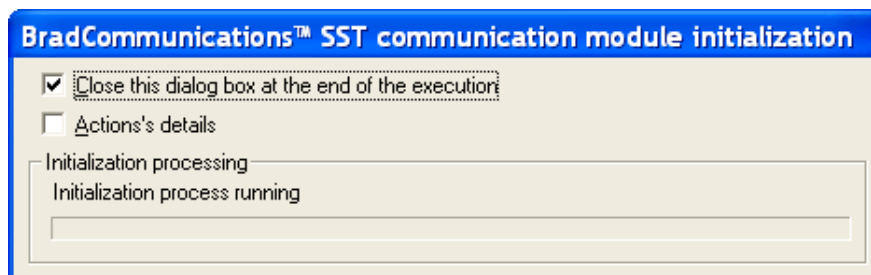 BradCommunications™ SST communication module initialization
Close this dialog box at the end of the execution
Actions's details
Initialization processing
Initialization process running